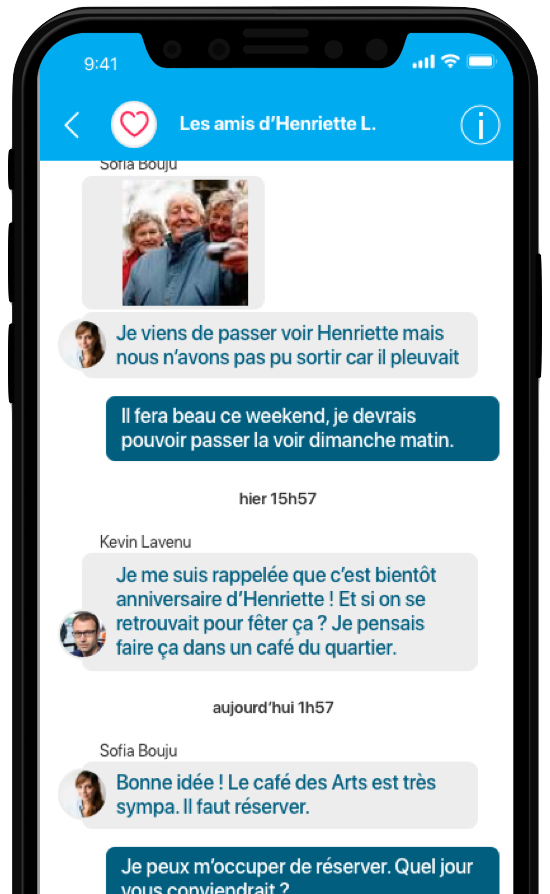 9:41
Les amis d’Henriette L.
Sofia Bouju
Je viens de passer voir Henriette mais
nous n’avons pas pu sortir car il pleuvait
Il fera beau ce weekend, je devrais
pouvoir passer la voir dimanche matin.
hier 15h57
Kevin Lavenu
Je me suis rappelée que c’est bientôt
anniversaire d’Henriette ! Et si on se
retrouvait pour fêter ça ? Je pensais
faire ça dans un café du quartier.
aujourd’hui 1h57
Sofia Bouju
Bonne idée ! Le café des Arts est très
sympa. Il faut réserver.
Je peux m’occuper de réserver. Quel jour
vous conviendrait ?